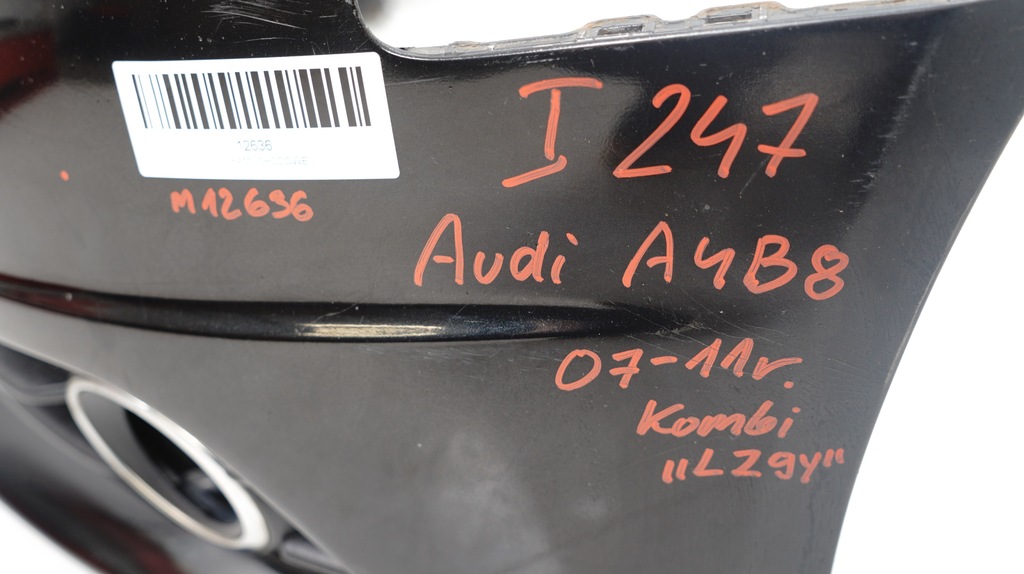 12636
M12636
I 247
Audi A4B8
07-11r.
Kombi
"LZ9Y"